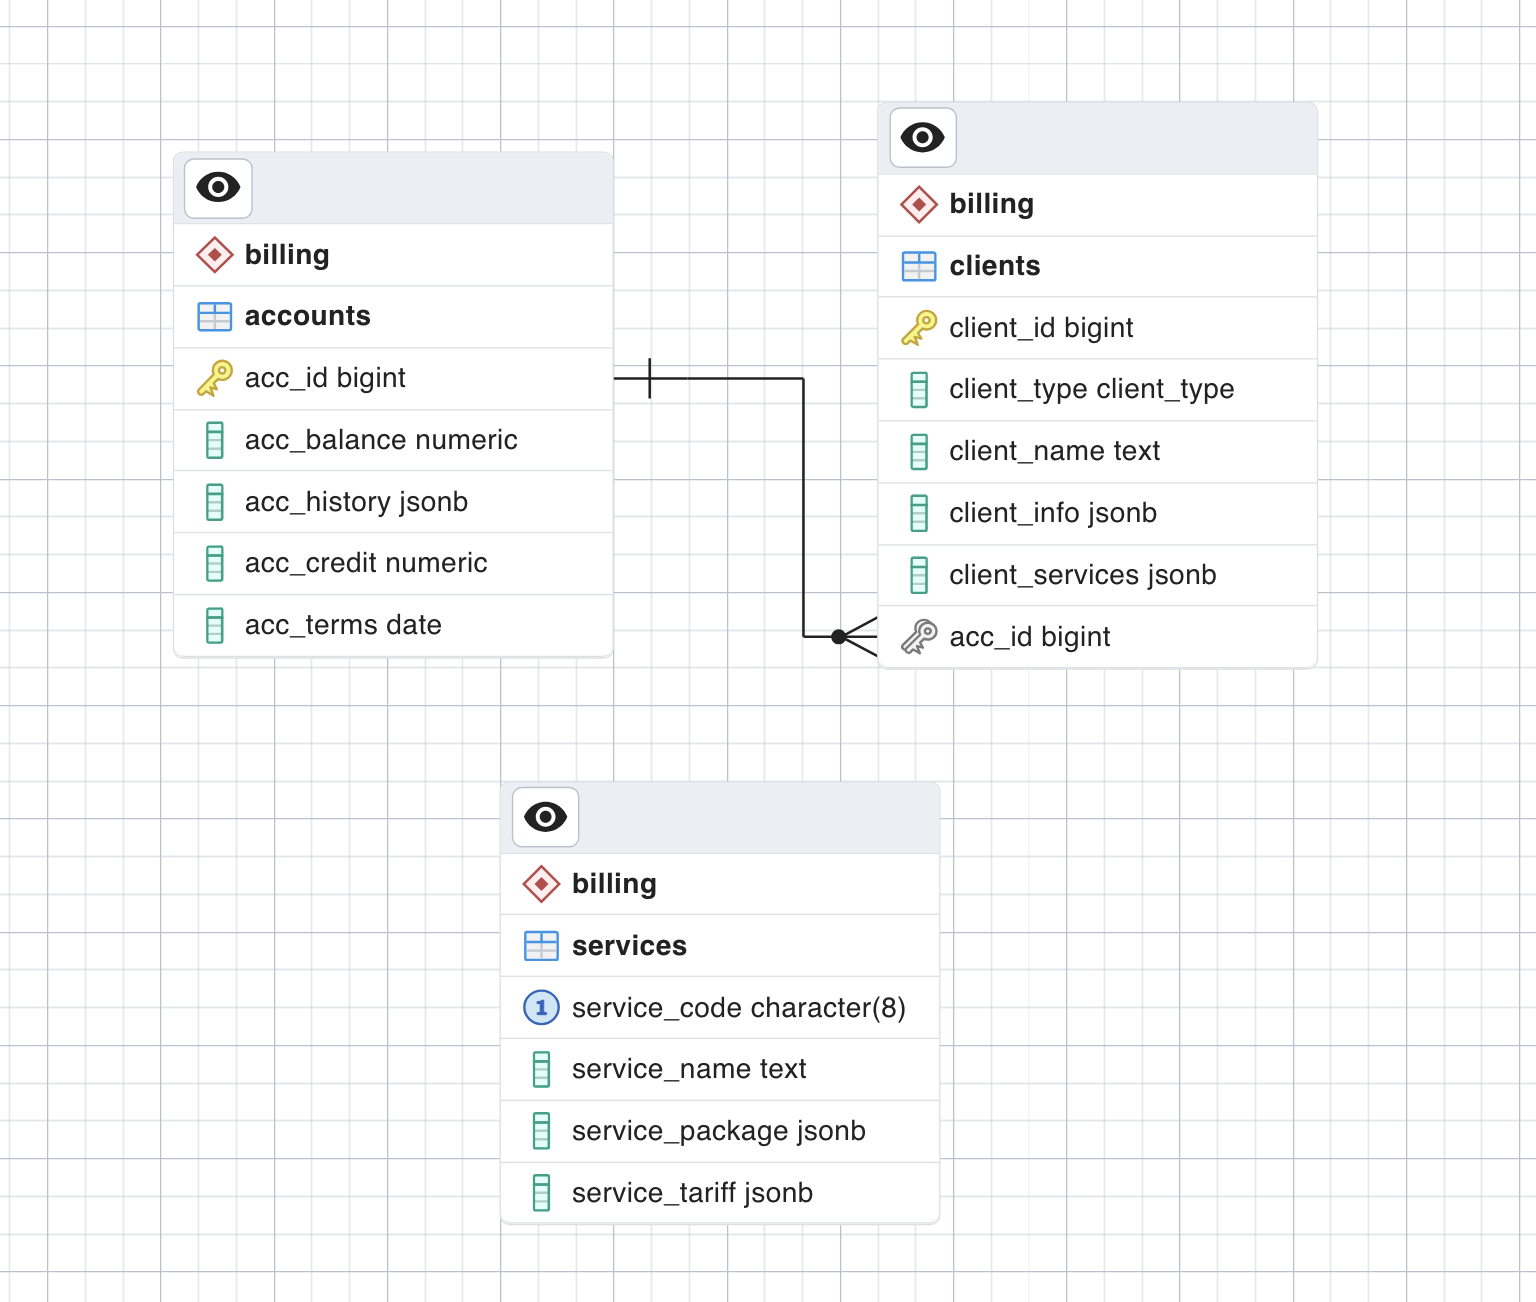 billing
accounts
acc_id bigint
acc_balance numeric
acc_history jsonb
acc_credit numeric
acc_terms date
billing
clients
client_id bigint
client_type client_type
client_name text
client_info jsonb
client_services jsonb
acc_id bigint
billing
services
1 service_code character(8)
service_name text
service_package jsonb
service_tariff jsonb